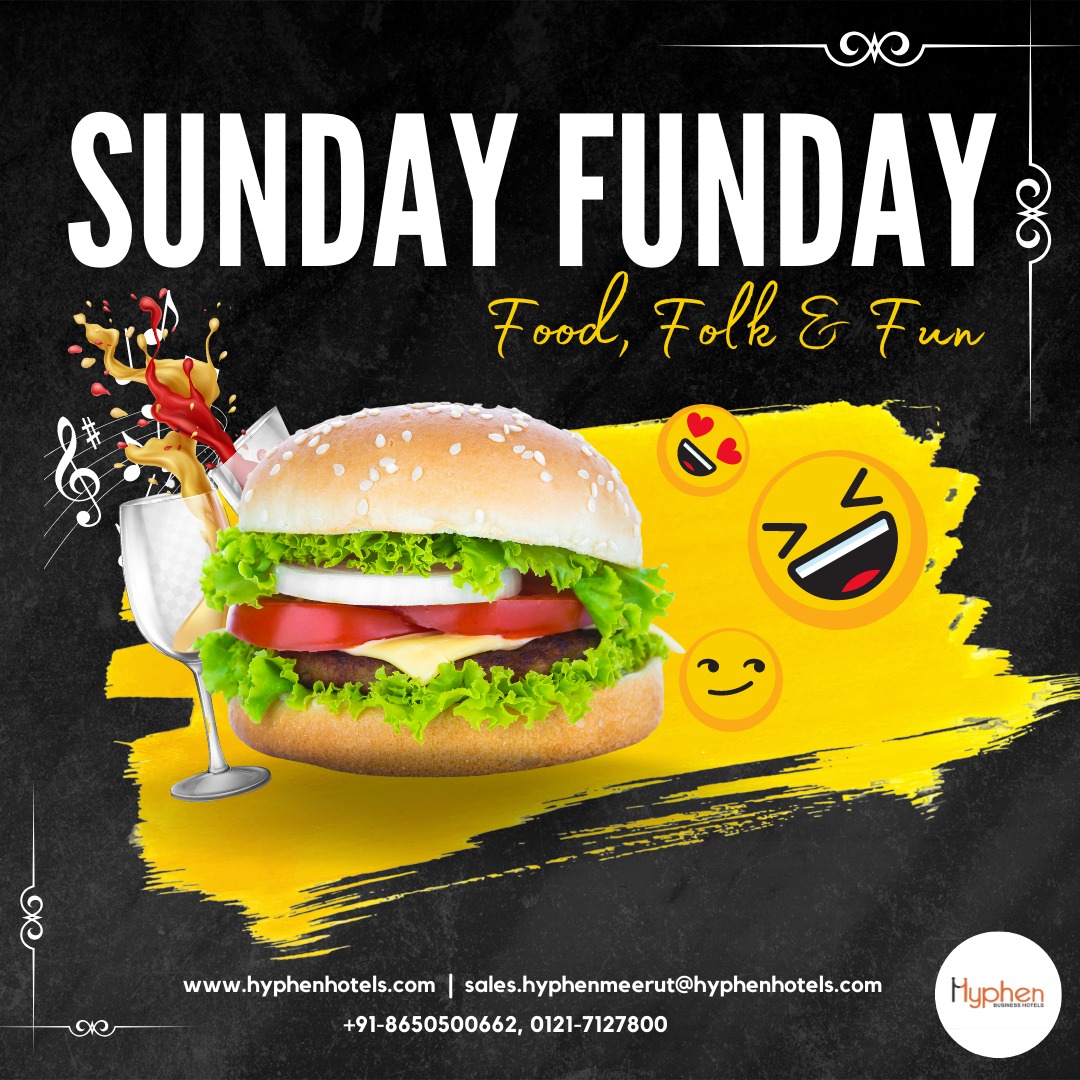 SUNDAY FUNDAY
Food, Folk & Fun
www.hyphenhotels.com | sales.hyphenmeerut@hyphenhotels.com
+91-8650500662, 0121-7127800
Hyphen
BUSINESS HOTELS